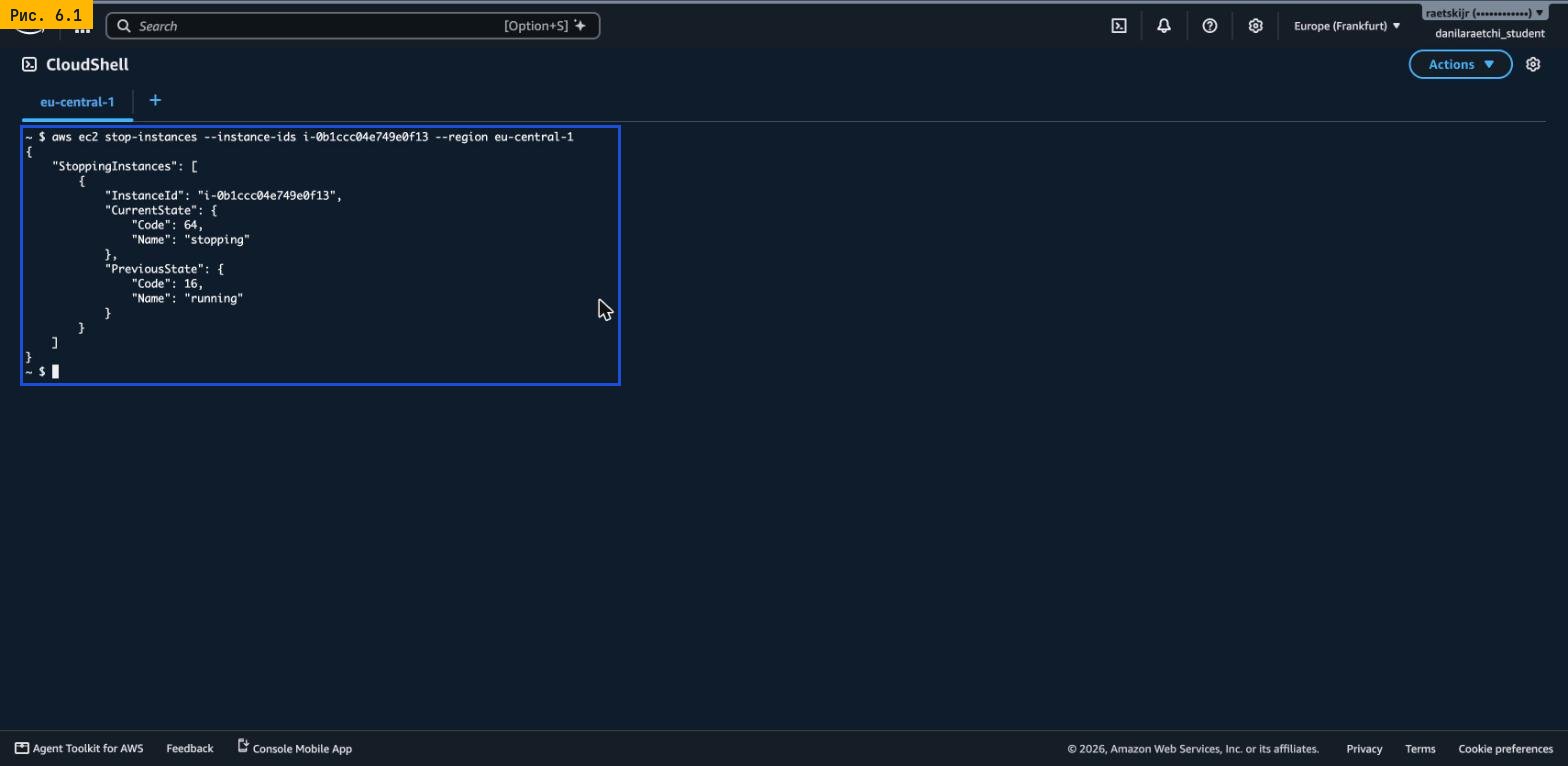 Рис. 6.1
Search [Option+S]
Europe (Frankfurt)
raetskijr (••••••••••••)
danilaraetchi_student
CloudShell
Actions
eu-central-1 +
~ $ aws ec2 stop-instances --instance-ids i-0b1ccc04e749e0f13 --region eu-central-1
{
    "StoppingInstances": [
        {
            "InstanceId": "i-0b1ccc04e749e0f13",
            "CurrentState": {
                "Code": 64,
                "Name": "stopping"
            },
            "PreviousState": {
                "Code": 16,
                "Name": "running"
            }
        }
    ]
}
~ $
Agent Toolkit for AWS Feedback Console Mobile App © 2026, Amazon Web Services, Inc. or its affiliates. Privacy Terms Cookie preferences